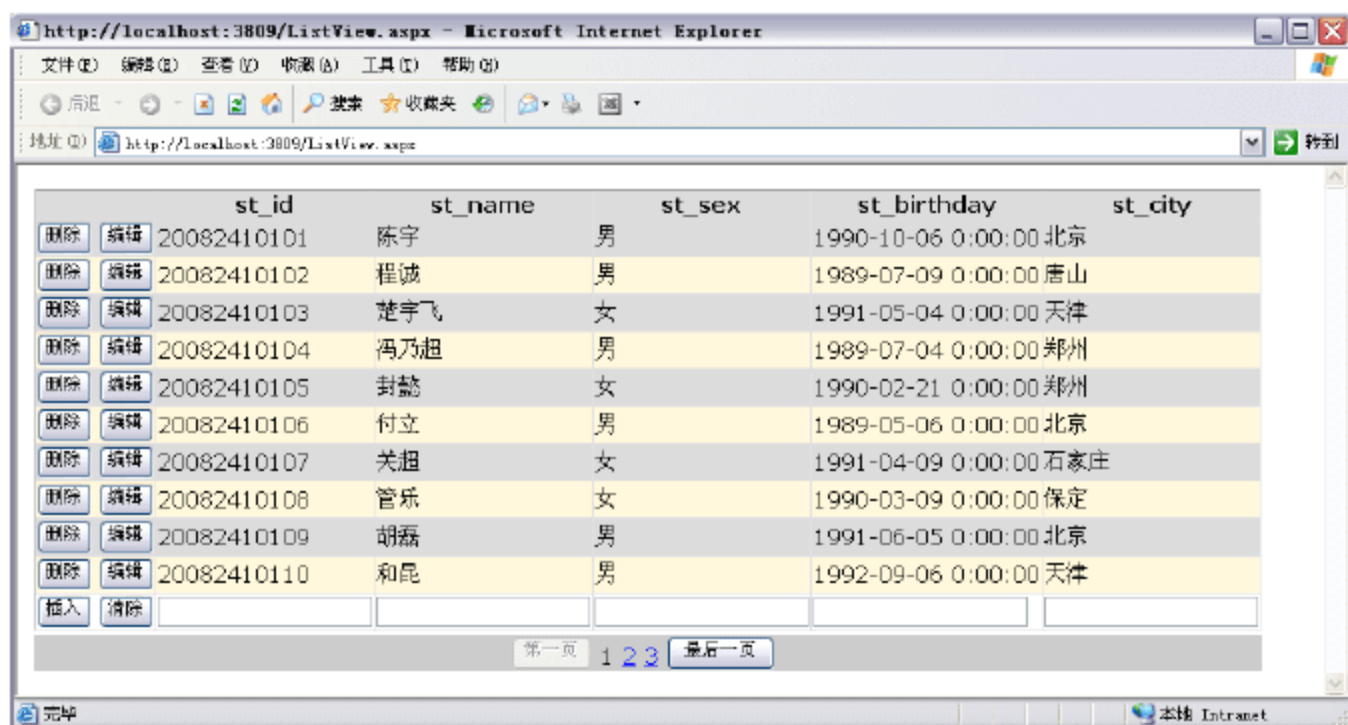 http://localhost:3809/ListView.aspx - Microsoft Internet Explorer
文件(F) 编辑(E) 查看(V) 收藏(A) 工具(T) 帮助(H)
后退 搜索 收藏夹
地址(D) http://localhost:3809/ListView.aspx 转到
st_id st_name st_sex st_birthday st_city
删除 编辑 20082410101 陈宇 男 1990-10-06 0:00:00 北京
删除 编辑 20082410102 程诚 男 1989-07-09 0:00:00 唐山
删除 编辑 20082410103 楚宇飞 女 1991-05-04 0:00:00 天津
删除 编辑 20082410104 冯乃超 男 1989-07-04 0:00:00 郑州
删除 编辑 20082410105 封懿 女 1990-02-21 0:00:00 郑州
删除 编辑 20082410106 付立 男 1989-05-06 0:00:00 北京
删除 编辑 20082410107 关超 女 1991-04-09 0:00:00 石家庄
删除 编辑 20082410108 管乐 女 1990-03-09 0:00:00 保定
删除 编辑 20082410109 胡磊 男 1991-06-05 0:00:00 北京
删除 编辑 20082410110 和昆 男 1992-09-06 0:00:00 天津
插入 清除
第一页 1 2 3 最后一页
完毕 本地 Intranet